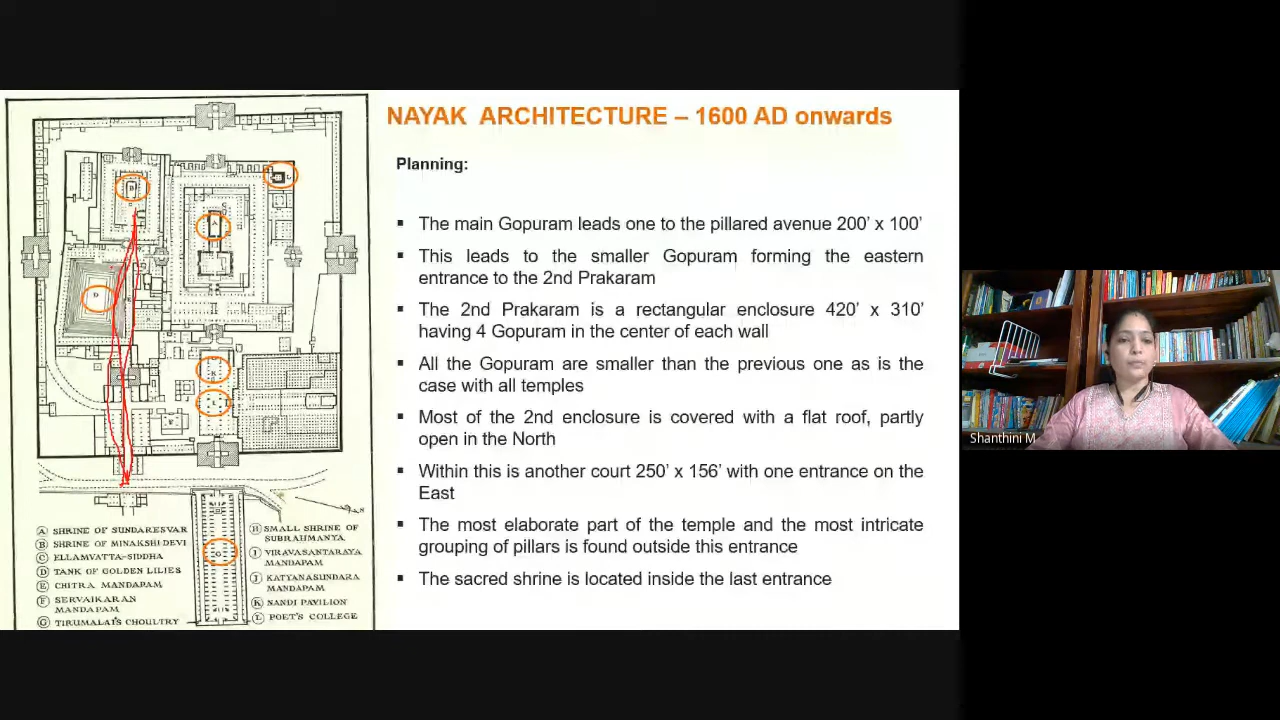 NAYAK ARCHITECTURE – 1600 AD onwards
Planning:
▪ The main Gopuram leads one to the pillared avenue 200’ x 100’
▪ This leads to the smaller Gopuram forming the eastern
entrance to the 2nd Prakaram
▪ The 2nd Prakaram is a rectangular enclosure 420’ x 310’
having 4 Gopuram in the center of each wall
▪ All the Gopuram are smaller than the previous one as is the
case with all temples
▪ Most of the 2nd enclosure is covered with a flat roof, partly
open in the North
▪ Within this is another court 250’ x 156’ with one entrance on the
East
▪ The most elaborate part of the temple and the most intricate
grouping of pillars is found outside this entrance
▪ The sacred shrine is located inside the last entrance
B
A
L
D
E
K
L
F
G
A SHRINE OF SUNDARESVAR
B SHRINE OF MINAKSHI DEVI
C ELLAMVATTA-SIDDHA
D TANK OF GOLDEN LILIES
E CHITRA MANDAPAM
F SERVAIKARAN
MANDAPAM
G TIRUMALAI'S CHOULTRY
H SMALL SHRINE OF
SUBRAHMANYA
I VIRAVASANTARAYA
MANDAPAM
J KATYANASUNDARA
MANDAPAM
K NANDI PAVILION
L POET'S COLLEGE
Shanthini M